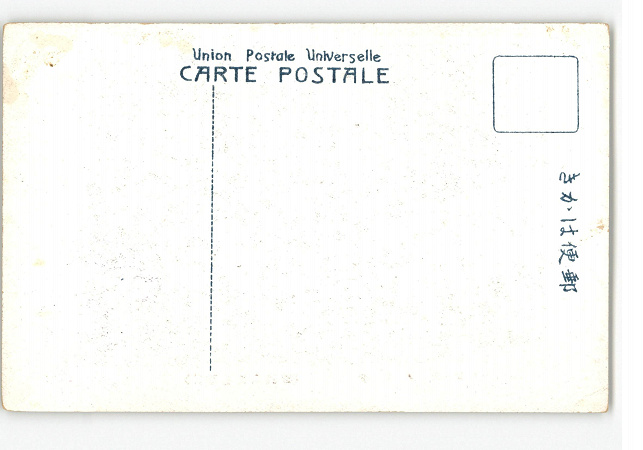 Union Postale Universelle
CARTE POSTALE
郵便はかき